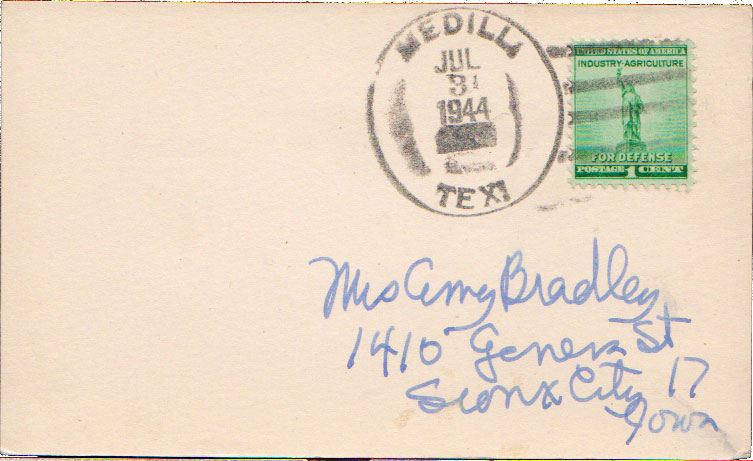 MEDILL
JUL
31
1944
TEX
UNITED STATES OF AMERICA
INDUSTRY-AGRICULTURE
FOR DEFENSE
POSTAGE 1 CENT
Mrs Amy Bradley
1410 Geneva St
Sioux City 17
Iowa